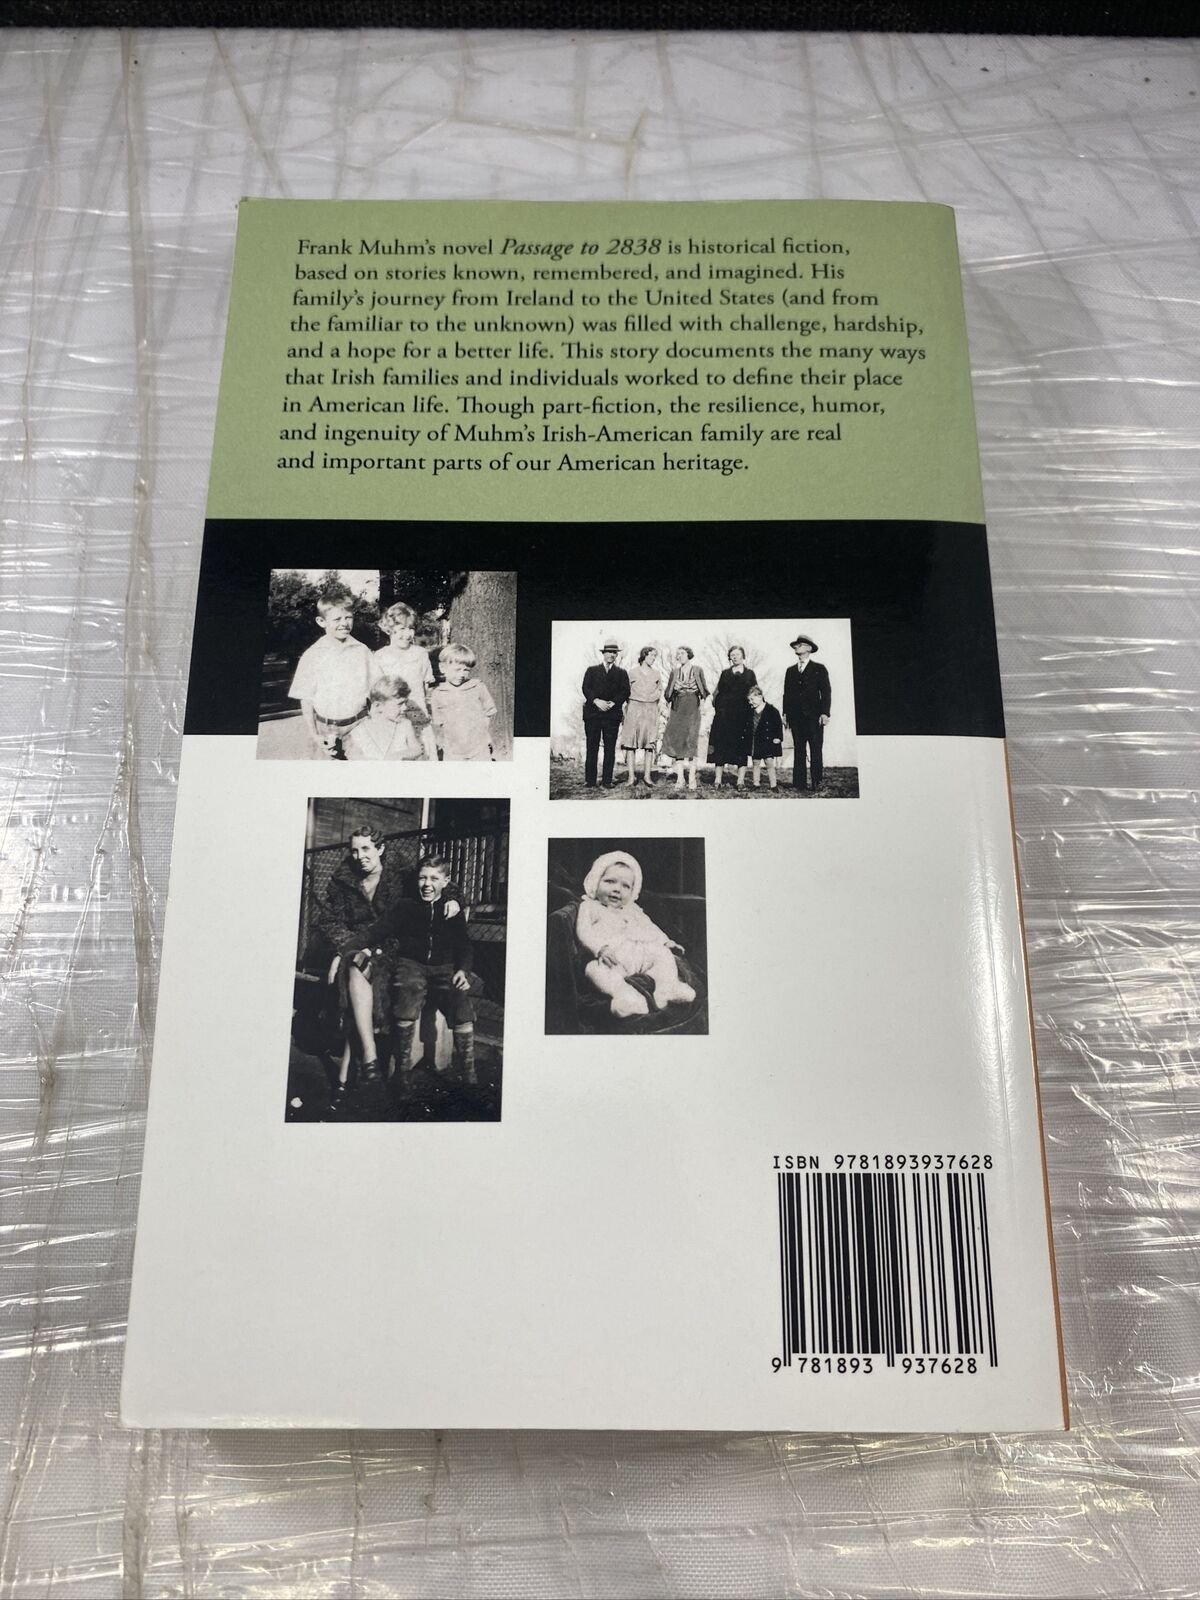 Frank Muhm's novel Passage to 2838 is historical fiction,
based on stories known, remembered, and imagined. His
family's journey from Ireland to the United States (and from
the familiar to the unknown) was filled with challenge, hardship,
and a hope for a better life. This story documents the many ways
that Irish families and individuals worked to define their place
in American life. Though part-fiction, the resilience, humor,
and ingenuity of Muhm's Irish-American family are real
and important parts of our American heritage.
ISBN 9781893937628
9 781893 937628